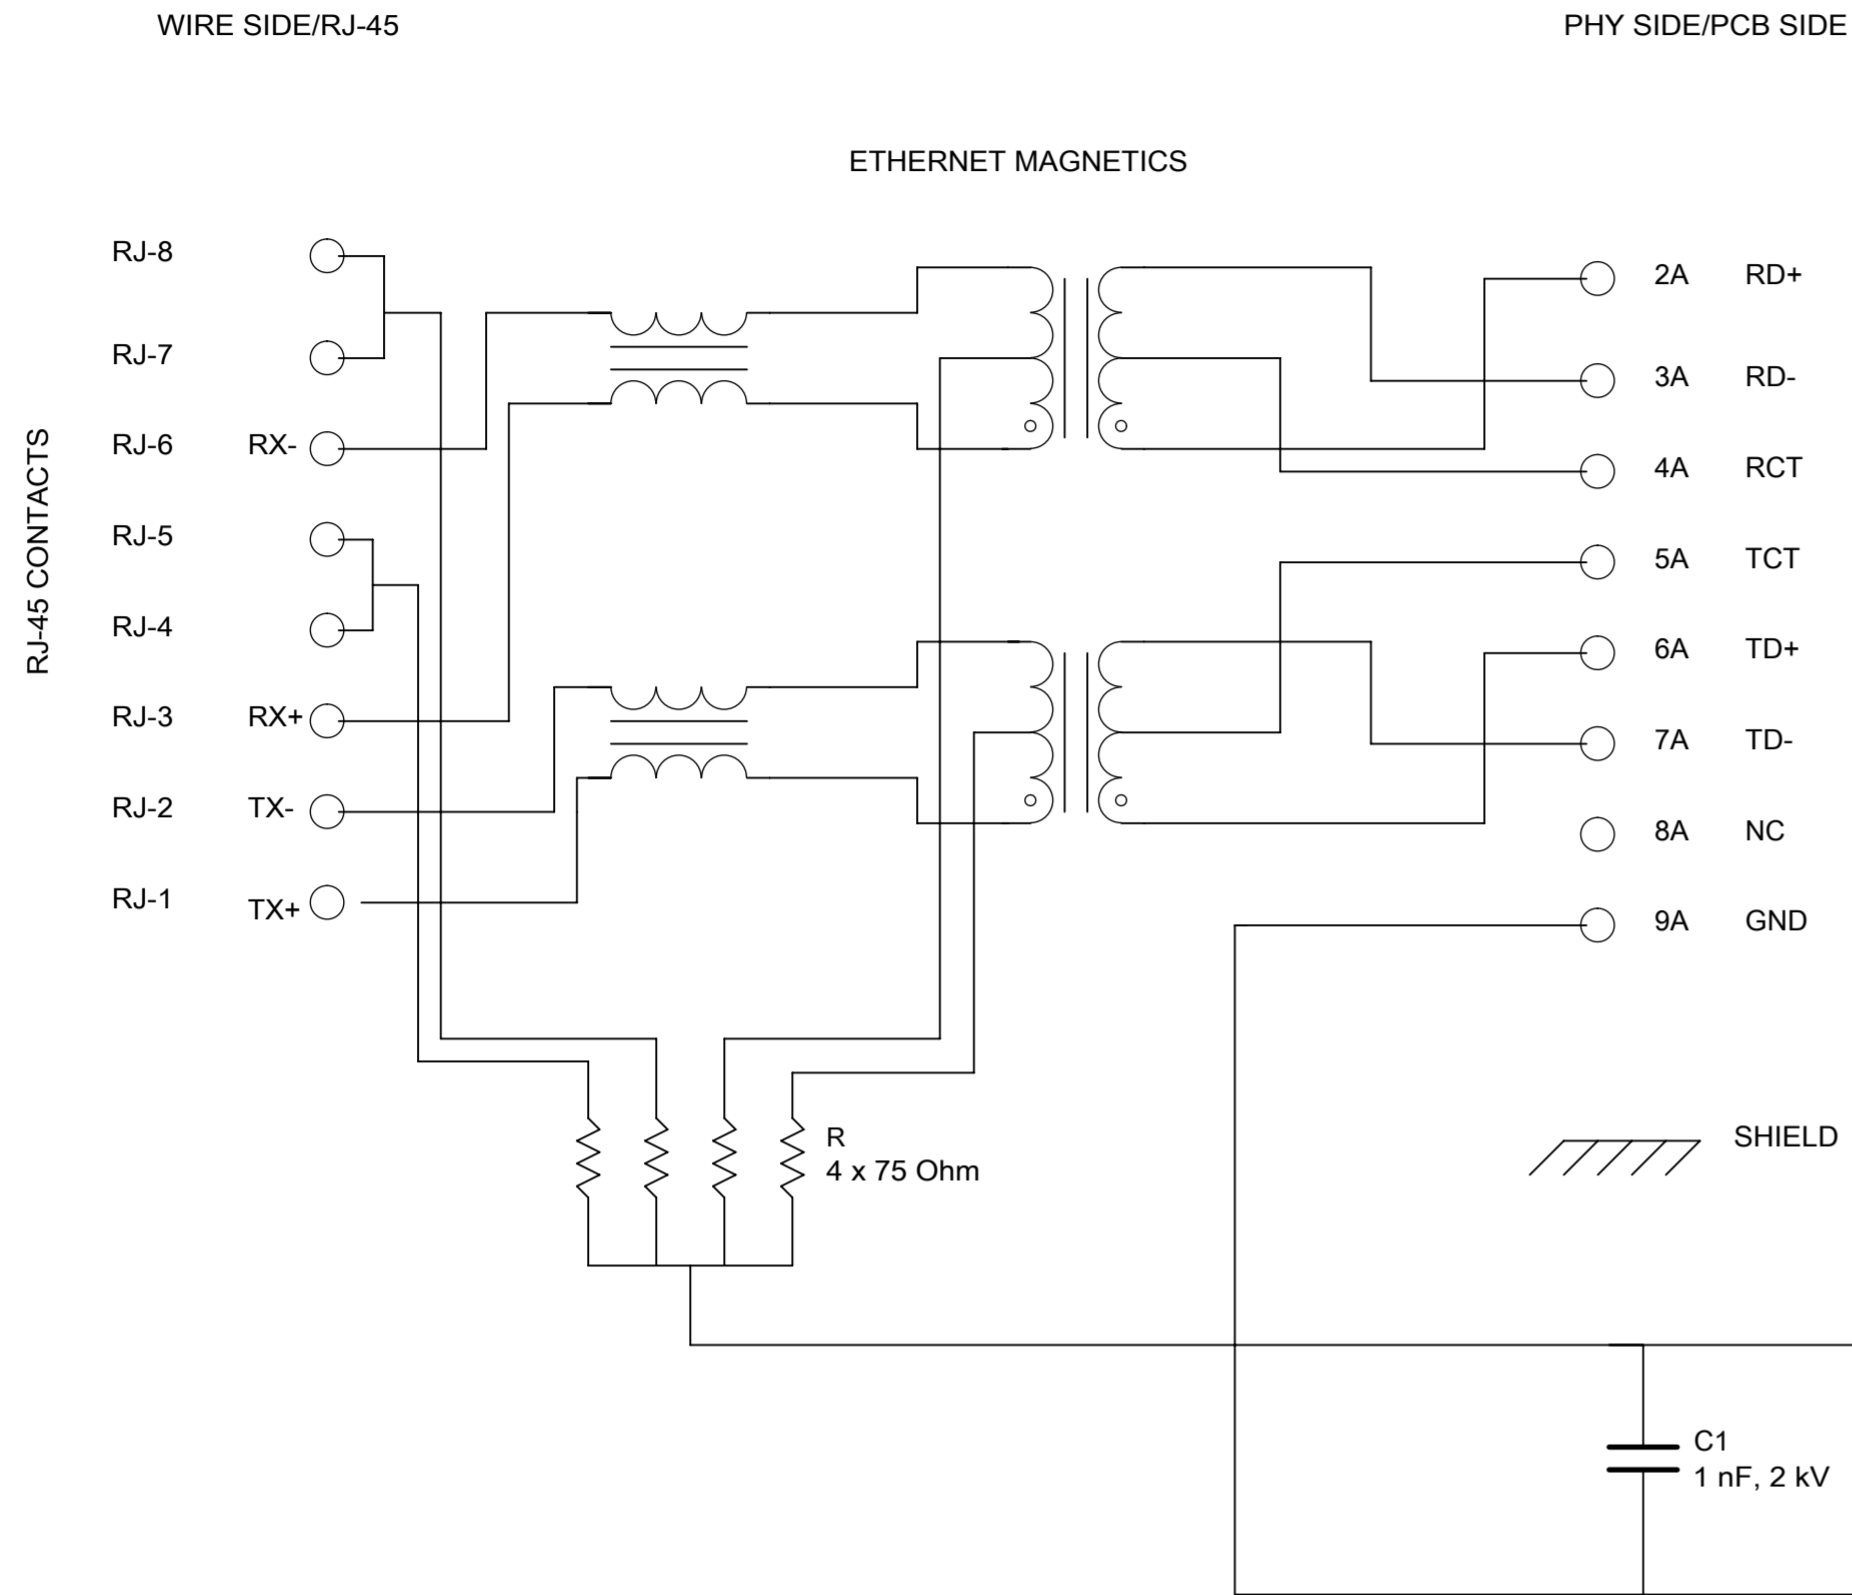 WIRE SIDE/RJ-45
PHY SIDE/PCB SIDE
ETHERNET MAGNETICS
RJ-45 CONTACTS
RJ-8
RJ-7
RJ-6 RX-
RJ-5
RJ-4
RJ-3 RX+
RJ-2 TX-
RJ-1 TX+
2A RD+
3A RD-
4A RCT
5A TCT
6A TD+
7A TD-
8A NC
9A GND
R
4 x 75 Ohm
SHIELD
C1
1 nF, 2 kV